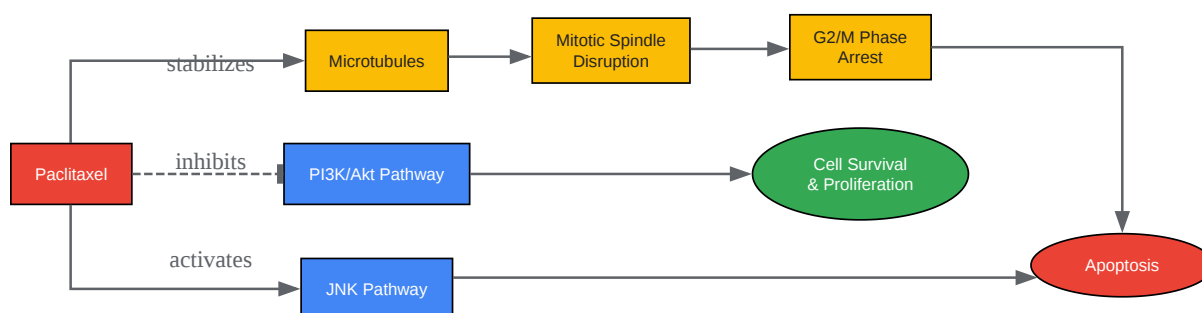 stabilizes
Microtubules
Mitotic Spindle
Disruption
G2/M Phase
Arrest
Paclitaxel
inhibits
PI3K/Akt Pathway
Cell Survival
& Proliferation
activates
JNK Pathway
Apoptosis